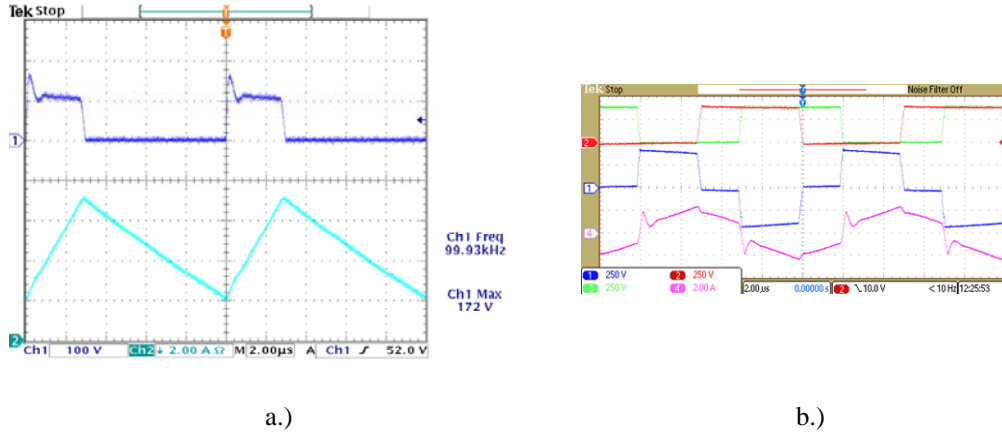 Tek Stop
1
Ch1 Freq
99.93kHz
Ch1 Max
172 V
2
Ch1 100 V Ch2 2.00 A Ω M 2.00µs A Ch1 52.0 V
a.)
Tek Stop Noise Filter Off
2
1
4
1 250 V 2 250 V
3 250 V 4 2.00 A 2.00µs 0.00000 s 2 10.0 V < 10 Hz 12:25:53
b.)